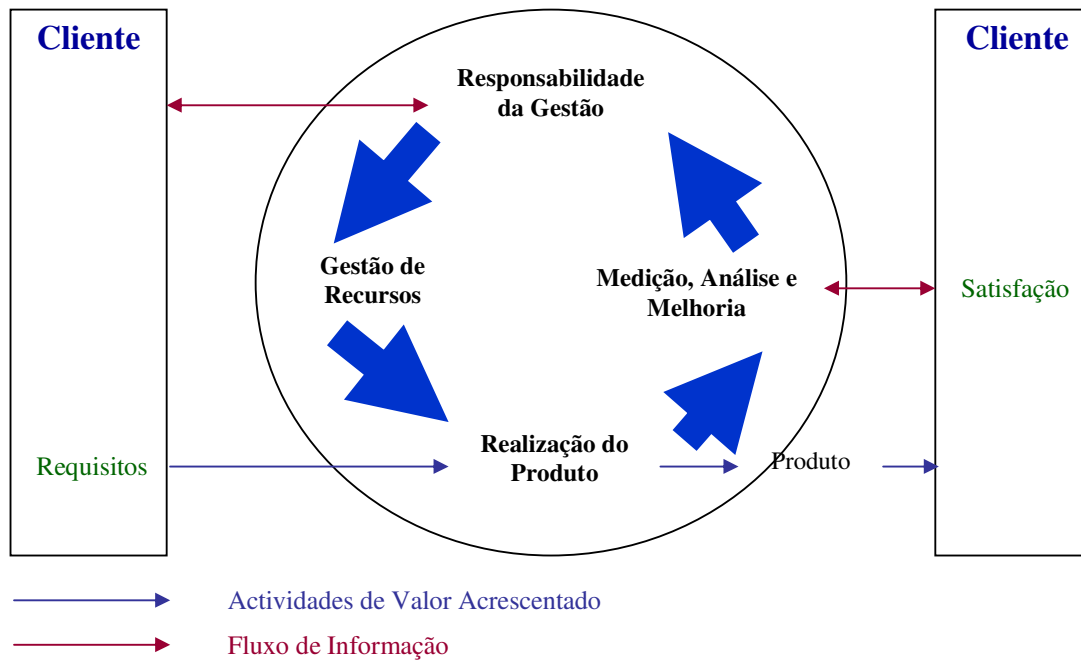 Cliente
Cliente
Responsabilidade
da Gestão
Gestão de
Recursos
Medição, Análise e
Melhoria
Satisfação
Requisitos
Realização do
Produto
Produto
Actividades de Valor Acrescentado
Fluxo de Informação